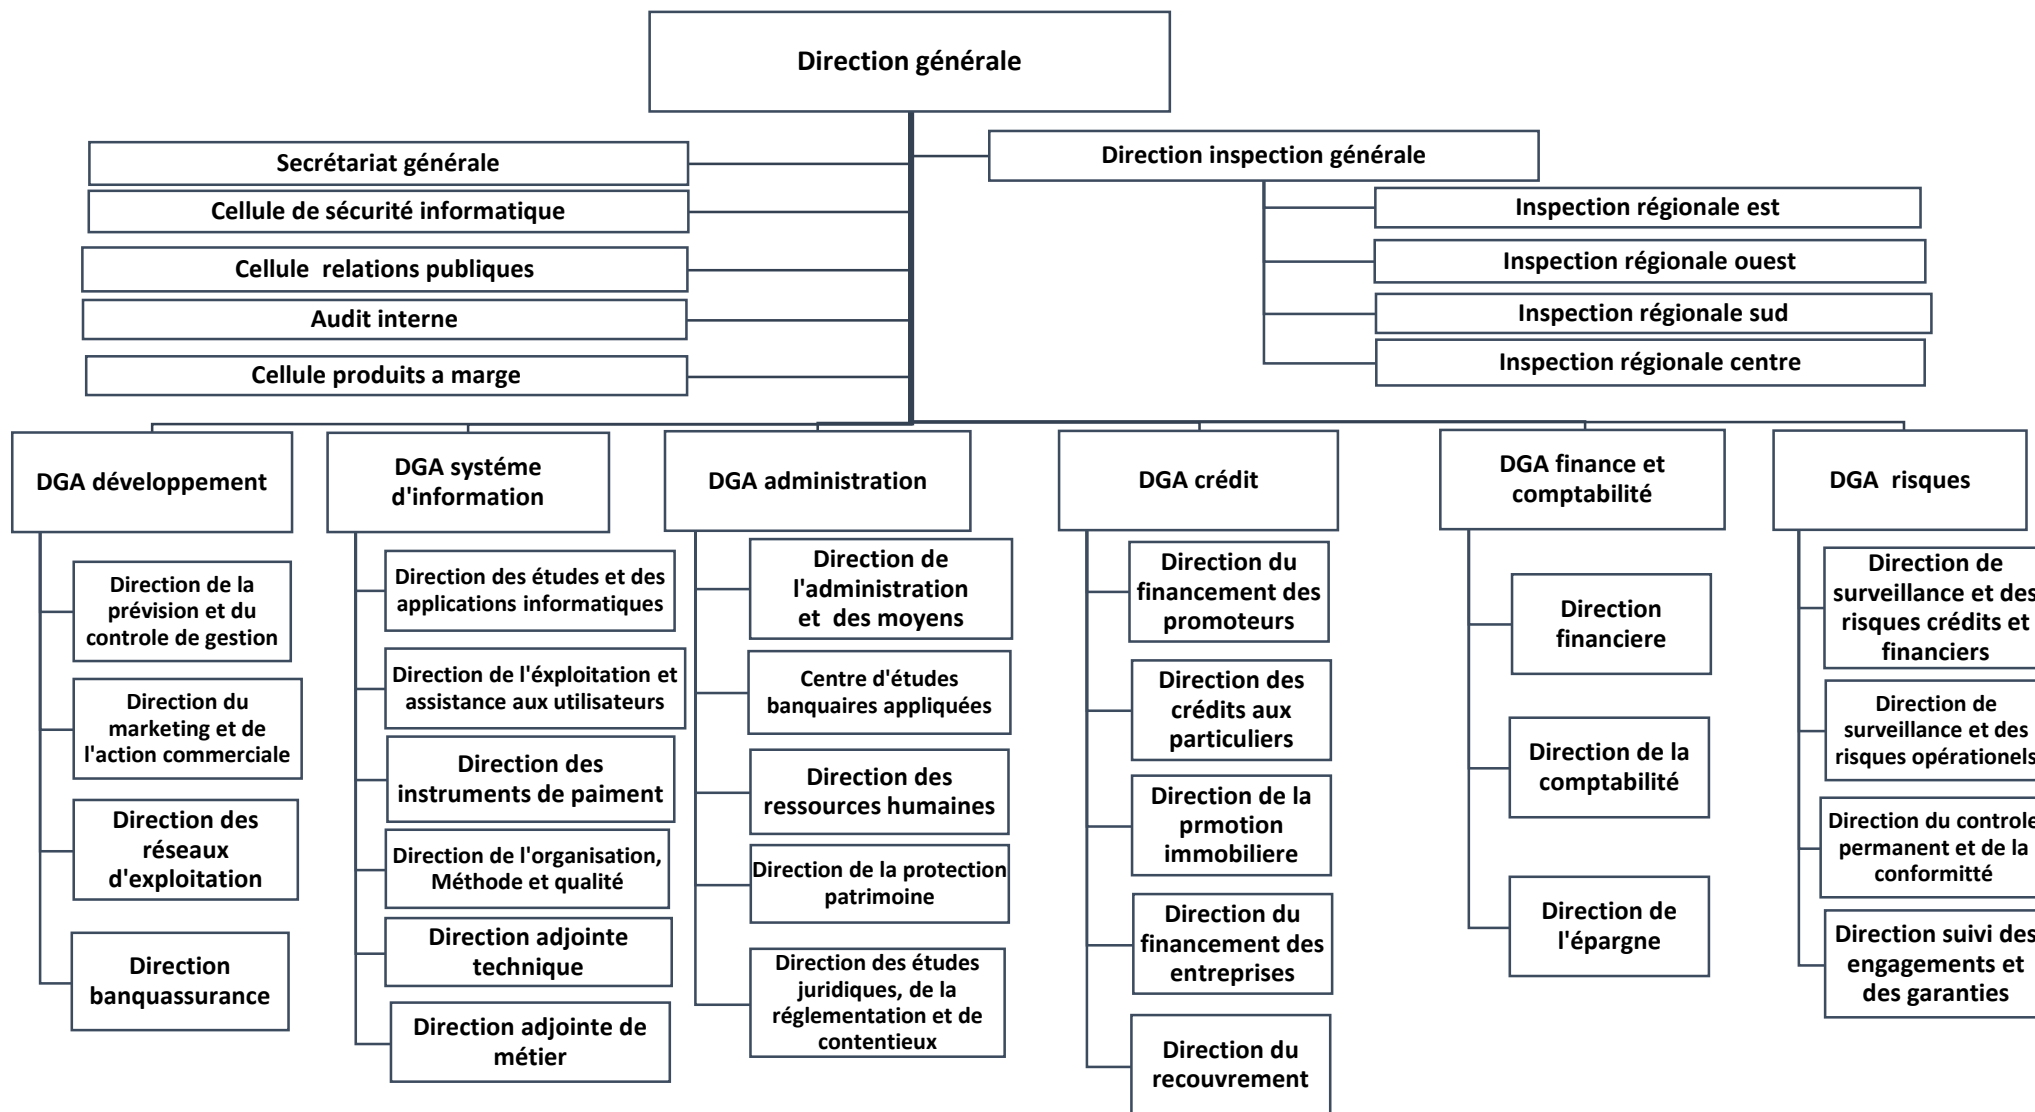 Direction générale
Secrétariat générale
Cellule de sécurité informatique
Cellule relations publiques
Audit interne
Cellule produits a marge
Direction inspection générale
Inspection régionale est
Inspection régionale ouest
Inspection régionale sud
Inspection régionale centre
DGA développement
Direction de la
prévision et du
controle de gestion
Direction du
marketing et de
l'action commerciale
Direction des
réseaux
d'exploitation
Direction
banquassurance
DGA systéme
d'information
Direction des études et des
applications informatiques
Direction de l'éxploitation et
assistance aux utilisateurs
Direction des
instruments de paiment
Direction de l'organisation,
Méthode et qualité
Direction adjointe
technique
Direction adjointe de
métier
DGA administration
Direction de
l'administration
et des moyens
Centre d'études
banquaires appliquées
Direction des
ressources humaines
Direction de la protection
patrimoine
Direction des études
juridiques, de la
réglementation et de
contentieux
DGA crédit
Direction du
financement des
promoteurs
Direction des
crédits aux
particuliers
Direction de la
prmotion
immobiliere
Direction du
financement des
entreprises
Direction du
recouvrement
DGA finance et
comptabilité
Direction
financiere
Direction de la
comptabilité
Direction de
l'épargne
DGA risques
Direction de
surveillance et des
risques crédits et
financiers
Direction de
surveillance et des
risques opérationels
Direction du controle
permanent et de la
conformitté
Direction suivi des
engagements et
des garanties